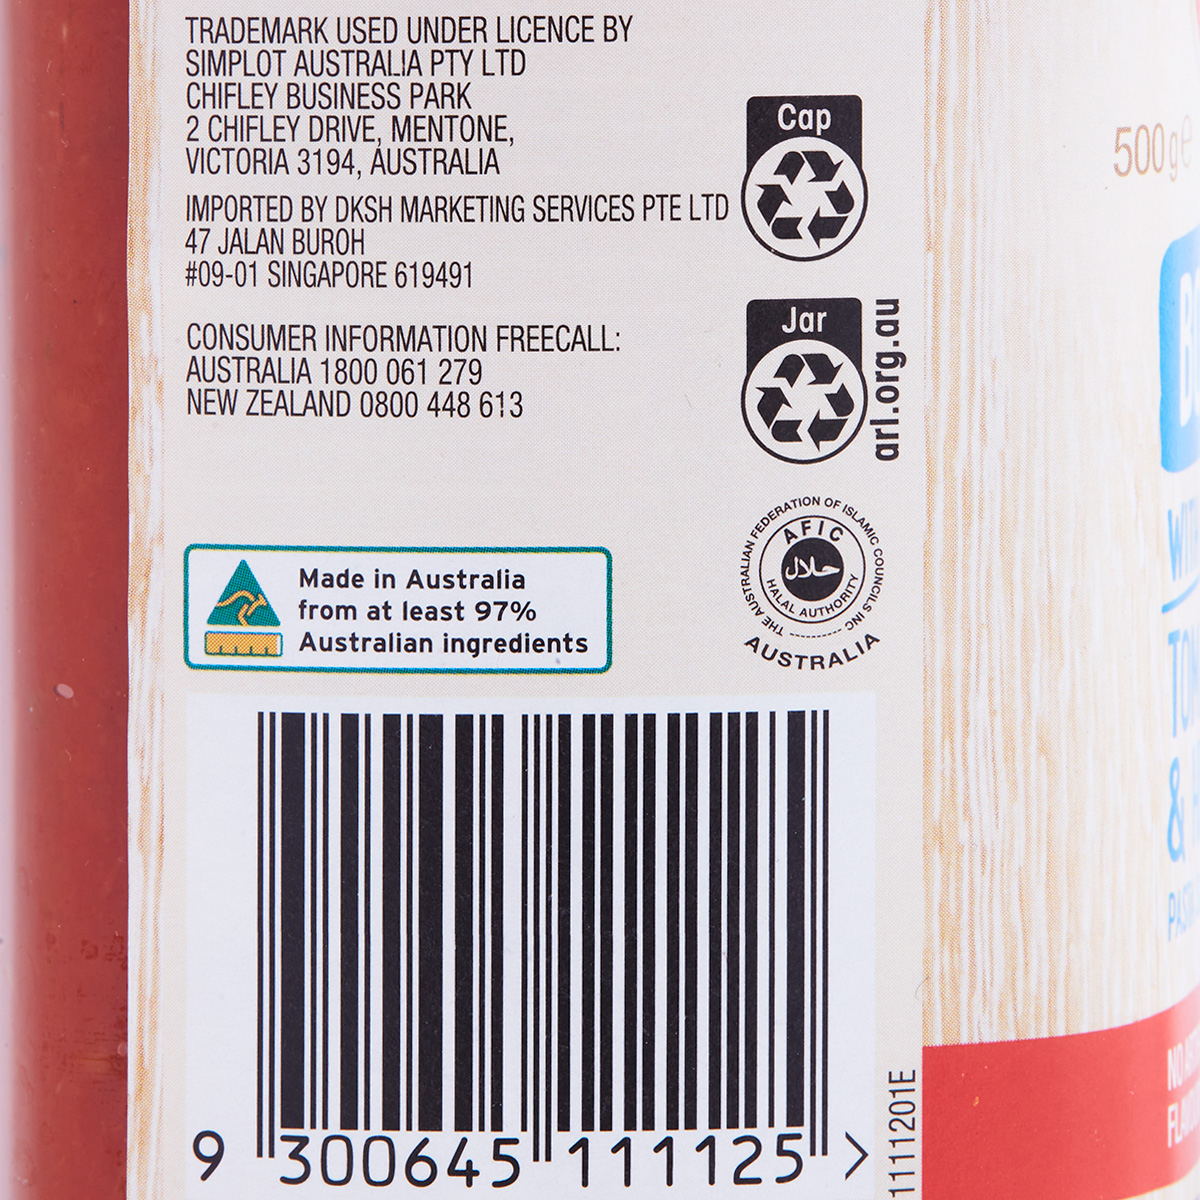 TRADEMARK USED UNDER LICENCE BY
SIMPLOT AUSTRALIA PTY LTD
CHIFLEY BUSINESS PARK
2 CHIFLEY DRIVE, MENTONE,
VICTORIA 3194, AUSTRALIA
IMPORTED BY DKSH MARKETING SERVICES PTE LTD
47 JALAN BUROH
#09-01 SINGAPORE 619491
CONSUMER INFORMATION FREECALL:
AUSTRALIA 1800 061 279
NEW ZEALAND 0800 448 613
Cap
Jar
arl.org.au
THE AUSTRALIAN FEDERATION OF ISLAMIC COUNCILS INC
AFIC
حلال
HALAL AUTHORITY
AUSTRALIA
Made in Australia
from at least 97%
Australian ingredients
9 300645 111125 >
1111201E
500 g e
&